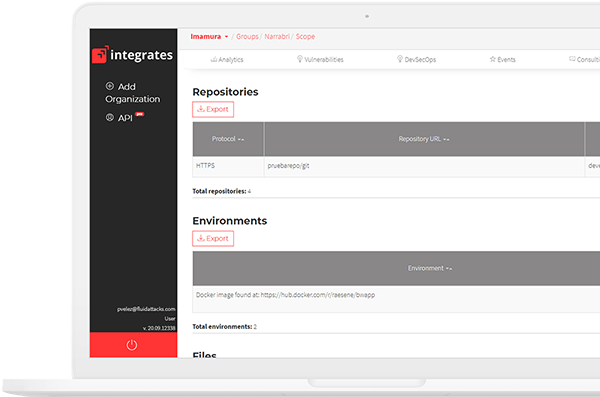 Imamura / Groups / Narrabri / Scope
integrates
Analytics Vulnerabilities DevSecOps Events Consulti
Add
Organization
API pro
Repositories
Export
Protocol Repository URL
HTTPS pruebarepo/git deve
Total repositories: 4
Environments
Export
Environment
Docker image found at: https://hub.docker.com/r/raesene/bwapp
Total environments: 2
Files
pvelez@fluidattacks.com
User
v. 20.09.12338